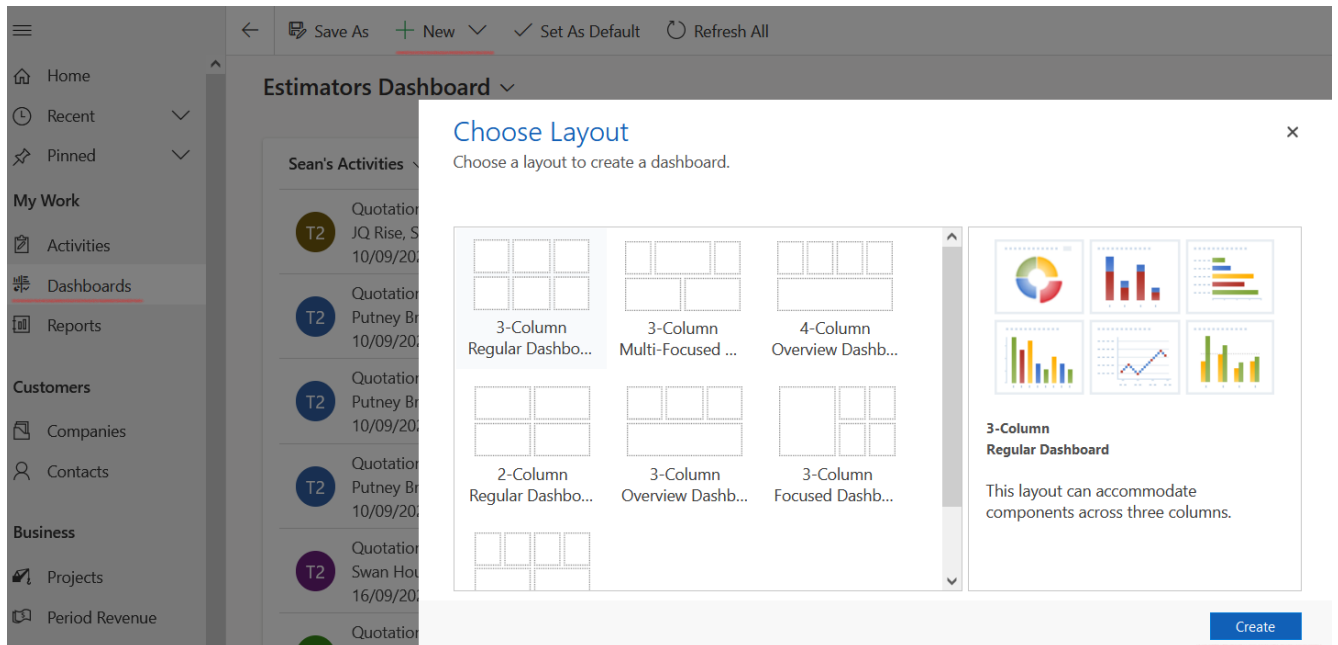 Save As
New
Set As Default
Refresh All
Home
Recent
Pinned
My Work
Activities
Dashboards
Reports
Customers
Companies
Contacts
Business
Projects
Period Revenue
Estimators Dashboard
Sean's Activities
T2
Quotation
JQ Rise, S
10/09/202
T2
Quotation
Putney Br
10/09/202
T2
Quotation
Putney Br
10/09/202
T2
Quotation
Putney Br
10/09/202
T2
Quotation
Swan Hou
16/09/202
Quotation
Choose Layout
Choose a layout to create a dashboard.
3-Column
Regular Dashbo...
3-Column
Multi-Focused ...
4-Column
Overview Dashb...
2-Column
Regular Dashbo...
3-Column
Overview Dashb...
3-Column
Focused Dashb...
3-Column
Regular Dashboard
This layout can accommodate
components across three columns.
Create